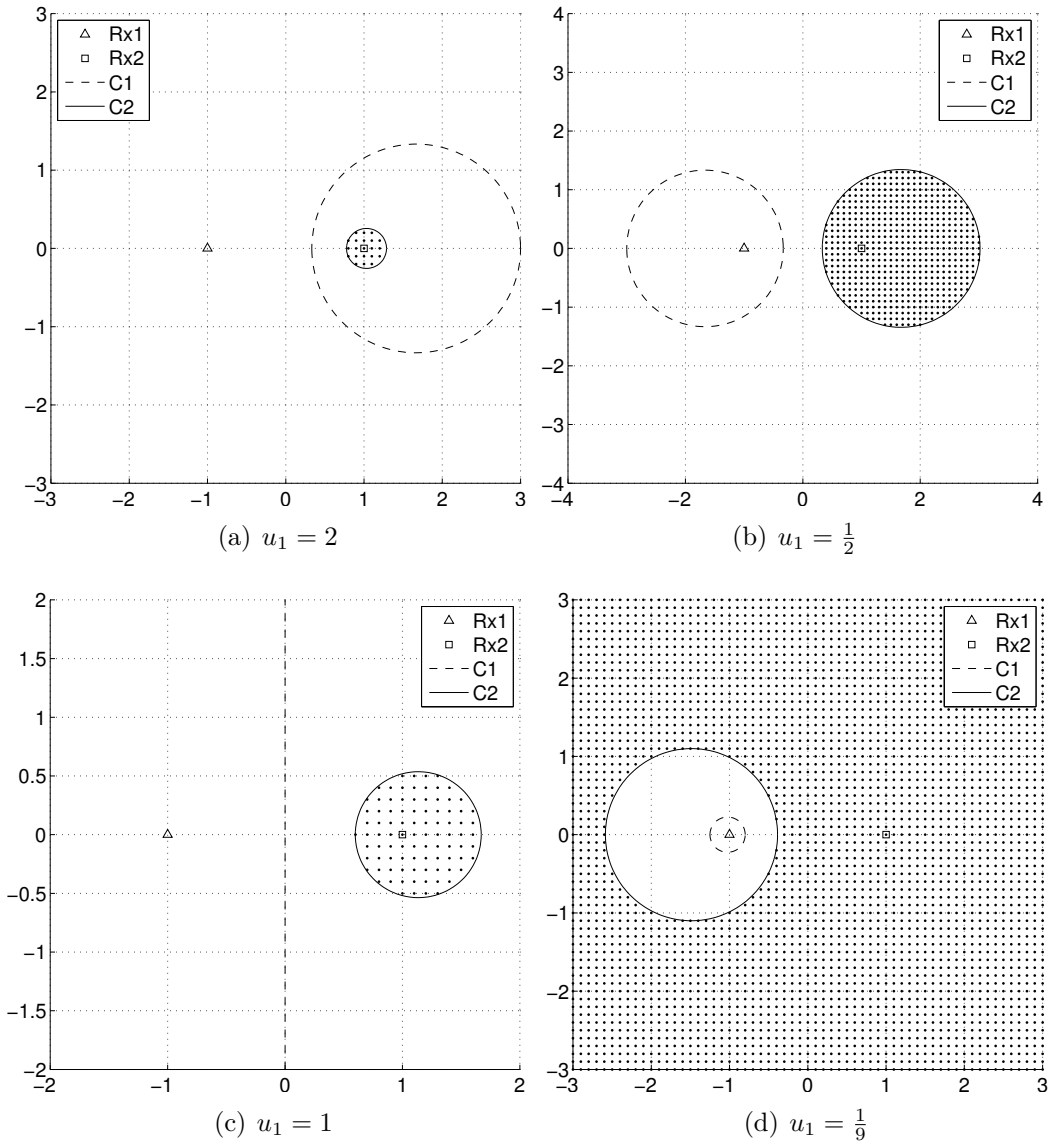 3
2
1
0
−1
−2
−3
−3 −2 −1 0 1 2 3
Rx1
Rx2
C1
C2
(a) u₁ = 2
4
3
2
1
0
−1
−2
−3
−4
−4 −2 0 2 4
Rx1
Rx2
C1
C2
(b) u₁ = 1/2
2
1.5
1
0.5
0
−0.5
−1
−1.5
−2
−2 −1 0 1 2
Rx1
Rx2
C1
C2
(c) u₁ = 1
3
2
1
0
−1
−2
−3
−3 −2 −1 0 1 2 3
Rx1
Rx2
C1
C2
(d) u₁ = 1/9